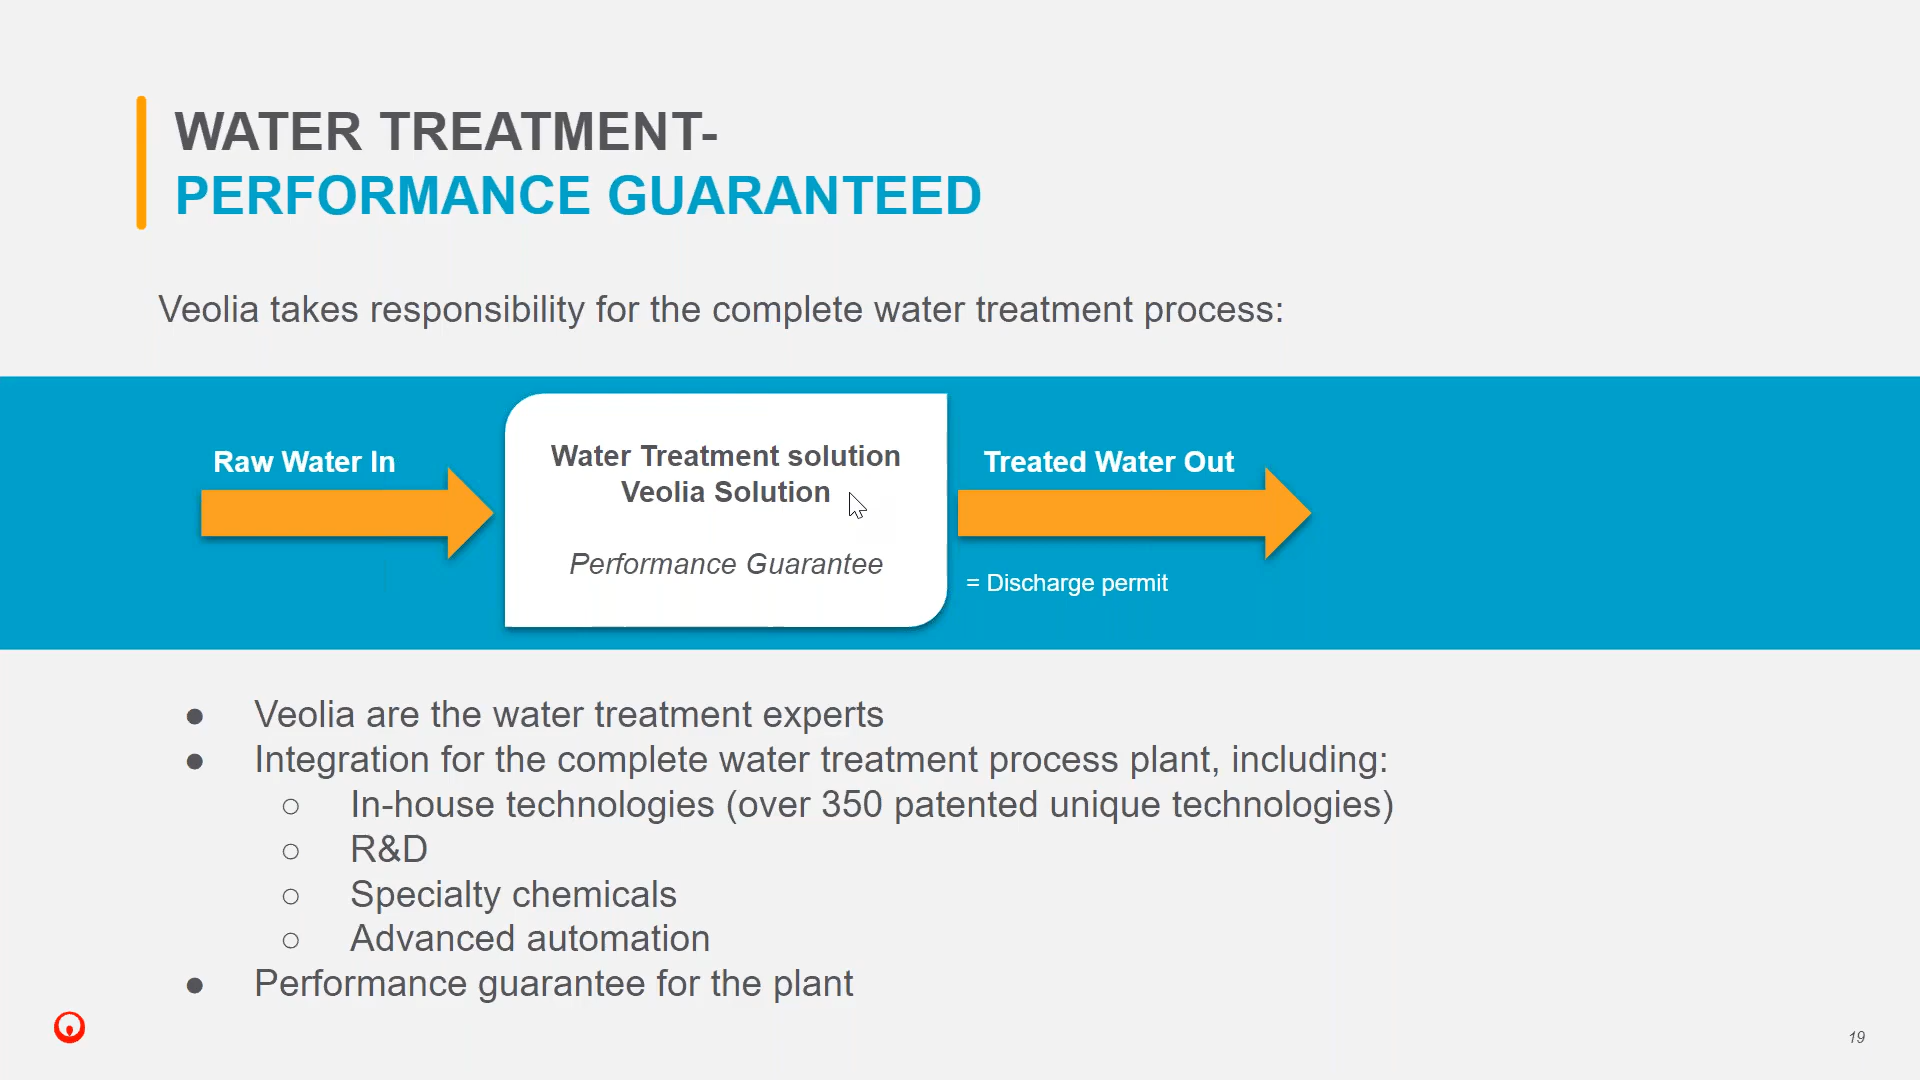 WATER TREATMENT-
PERFORMANCE GUARANTEED
Veolia takes responsibility for the complete water treatment process:
Raw Water In
Water Treatment solution
Veolia Solution
Performance Guarantee
Treated Water Out
= Discharge permit
● Veolia are the water treatment experts
● Integration for the complete water treatment process plant, including:
○ In-house technologies (over 350 patented unique technologies)
○ R&D
○ Specialty chemicals
○ Advanced automation
● Performance guarantee for the plant
19